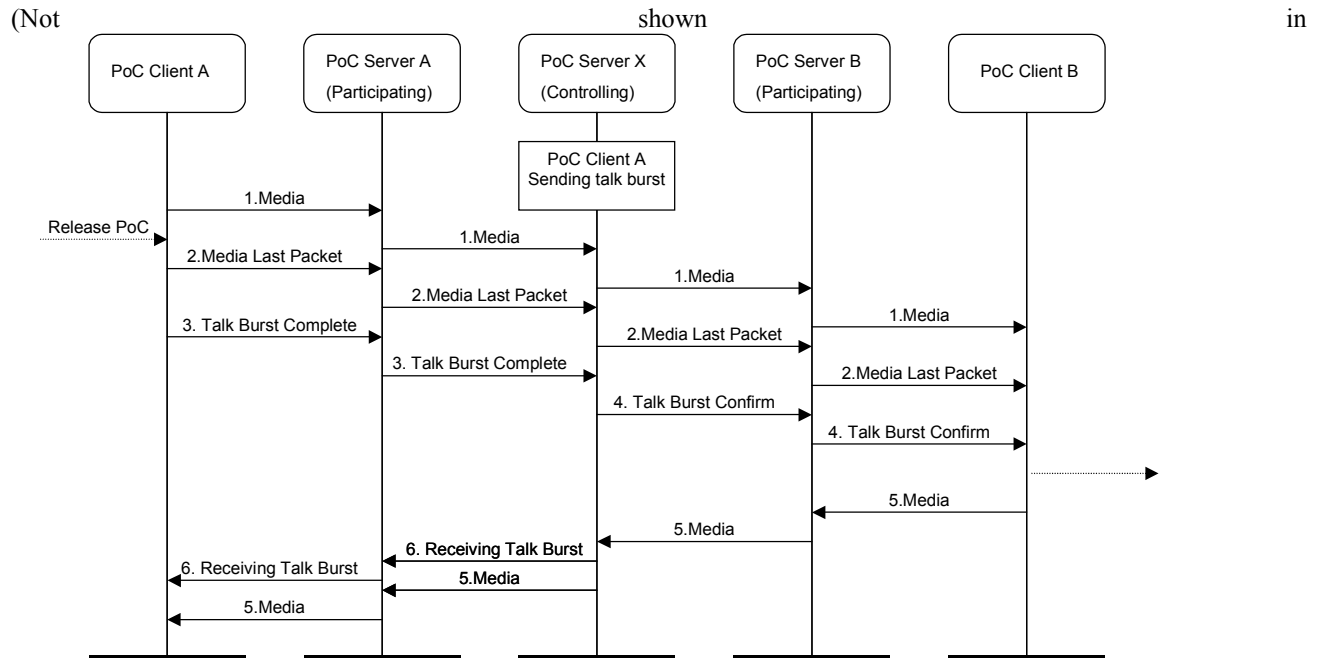 (Not shown in
PoC Client A
PoC Server A
(Participating)
PoC Server X
(Controlling)
PoC Server B
(Participating)
PoC Client B
PoC Client A
Sending talk burst
1.Media
Release PoC
1.Media
2.Media Last Packet
1.Media
2.Media Last Packet
1.Media
3. Talk Burst Complete
2.Media Last Packet
3. Talk Burst Complete
2.Media Last Packet
4. Talk Burst Confirm
4. Talk Burst Confirm
5.Media
5.Media
6. Receiving Talk Burst
6. Receiving Talk Burst
5.Media
5.Media